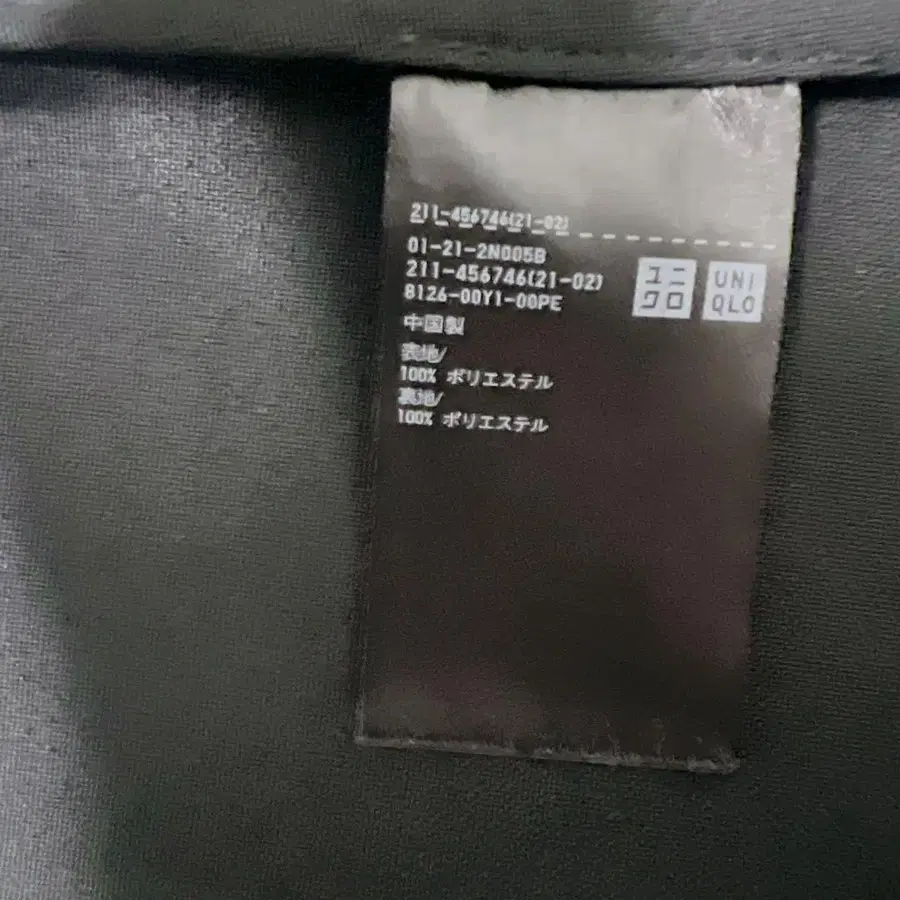 211-456746(21-02)
01-21-2N005B
211-456746(21-02)
8126-00Y1-00PE
ユニ
クロ
UNI
QLO
中国製
表地/
100% ポリエステル
裏地/
100% ポリエステル